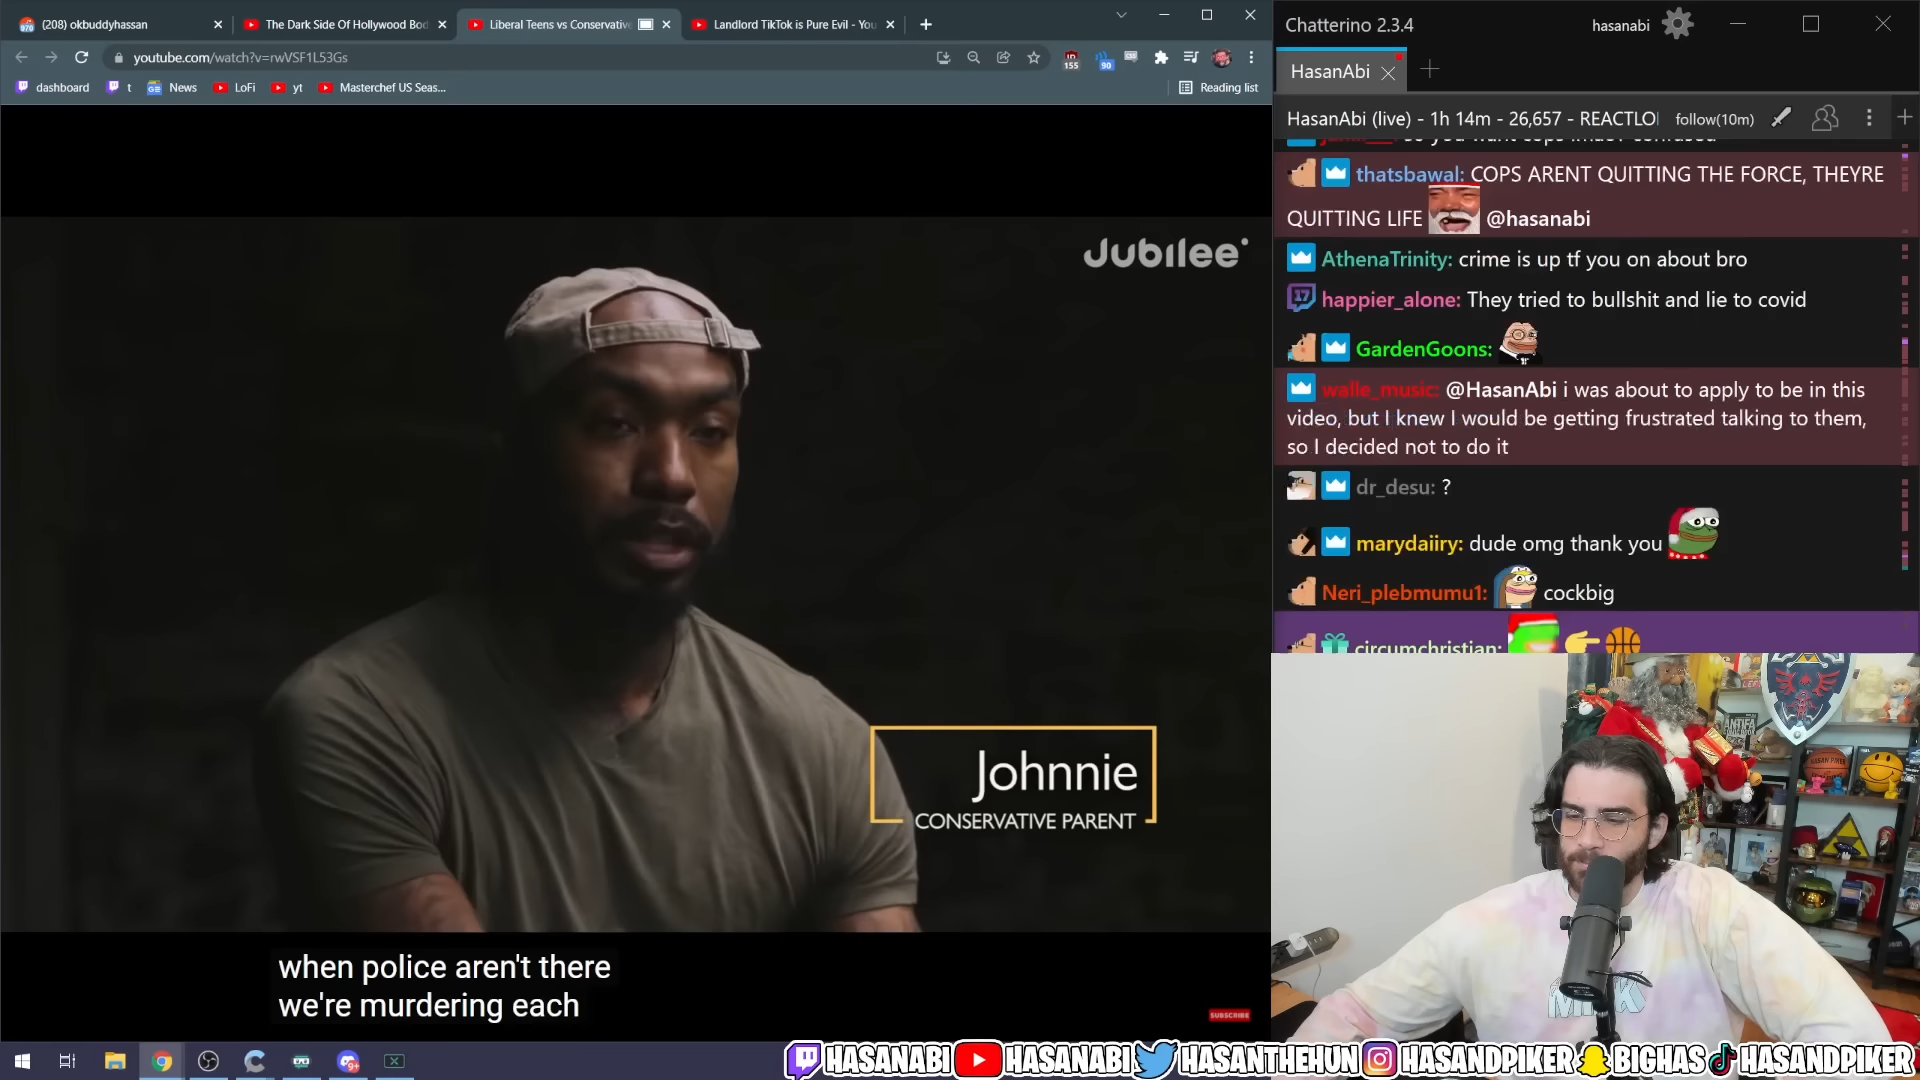 (208) okbuddyhassan
The Dark Side Of Hollywood Bod
Liberal Teens vs Conservative
Landlord TikTok is Pure Evil - You
youtube.com/watch?v=rwVSF1L53Gs
155
90
dashboard
t
News
LoFi
yt
Masterchef US Seas...
Reading list
Jubilee
Johnnie
CONSERVATIVE PARENT
when police aren't there
we're murdering each
SUBSCRIBE
Chatterino 2.3.4
hasanabi
HasanAbi
HasanAbi (live) - 1h 14m - 26,657 - REACTLO
follow(10m)
thatsbawal: COPS ARENT QUITTING THE FORCE, THEYRE
QUITTING LIFE @hasanabi
AthenaTrinity: crime is up tf you on about bro
17 happier_alone: They tried to bullshit and lie to covid
GardenGoons:
walle_music: @HasanAbi i was about to apply to be in this
video, but I knew I would be getting frustrated talking to them,
so I decided not to do it
dr_desu: ?
marydaiiry: dude omg thank you
Neri_plebmumu1: cockbig
circumchristian:
HASANABI HASANABI HASANTHEHUN HASANDPIKER BIGHAS HASANDPIKER